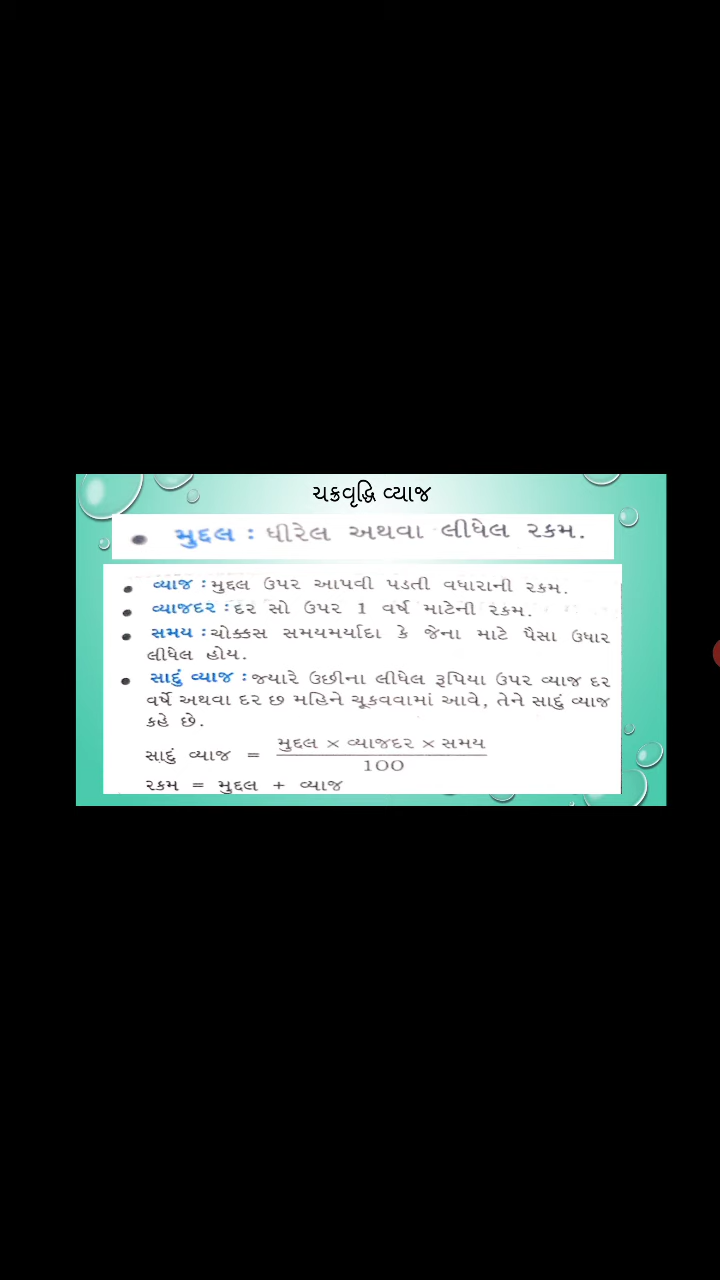 ચક્રવૃદ્ધિ વ્યાજ
• મુદ્દલ : ધીરેલ અથવા લીધેલ રકમ.
• વ્યાજ : મુદ્દલ ઉપર આપવી પડતી વધારાની રકમ.
• વ્યાજદર : દર સો ઉપર 1 વર્ષ માટેની રકમ.
• સમય : ચોક્કસ સમયમર્યાદા કે જેના માટે પૈસા ઉધાર
લીધેલ હોય.
• સાદું વ્યાજ : જ્યારે ઉછીના લીધેલ રૂપિયા ઉપર વ્યાજ દર
વર્ષે અથવા દર છ મહિને ચૂકવવામાં આવે, તેને સાદું વ્યાજ
કહે છે.
સાદું વ્યાજ = મુદ્દલ × વ્યાજદર × સમય
100
રકમ = મુદ્દલ + વ્યાજ